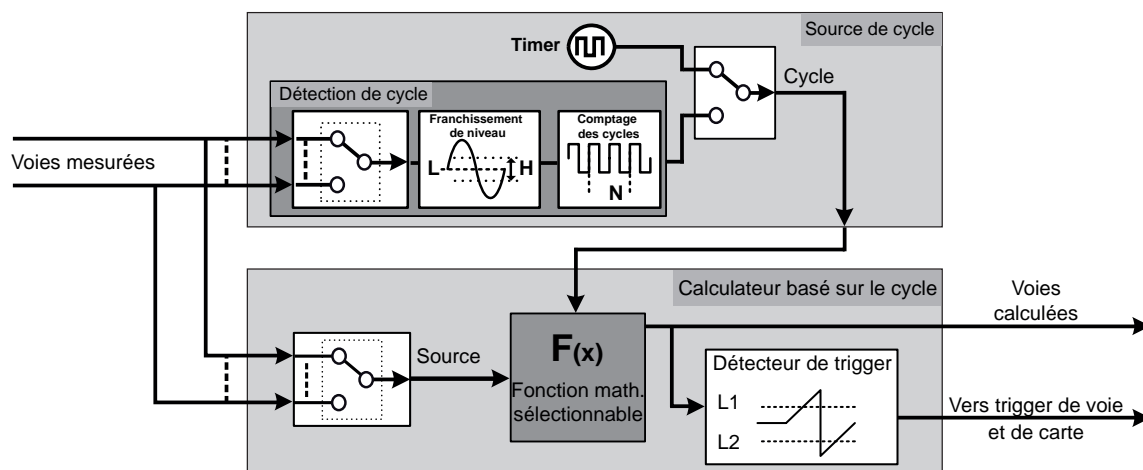 Source de cycle
Timer
Cycle
Détection de cycle
Franchissement
de niveau
L
H
Comptage
des cycles
N
Voies mesurées
Calculateur basé sur le cycle
Voies
calculées
Source
F(x)
Fonction math.
sélectionnable
Détecteur de trigger
L1
L2
Vers trigger de voie
et de carte